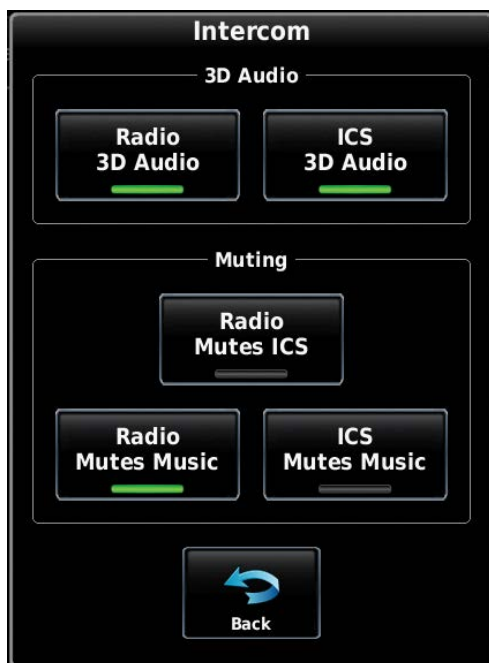 Intercom
3D Audio
Radio
3D Audio
ICS
3D Audio
Muting
Radio
Mutes ICS
Radio
Mutes Music
ICS
Mutes Music
Back